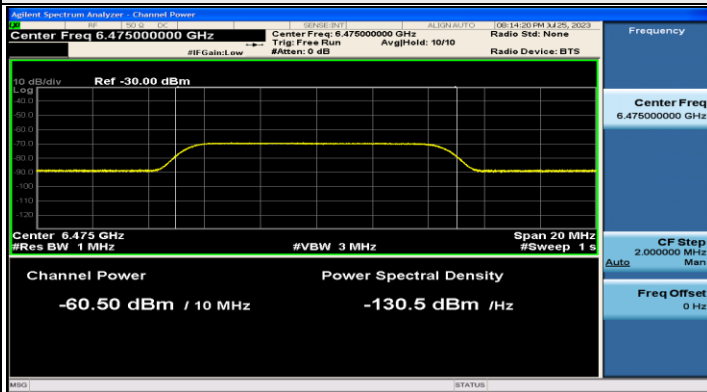 Agilent Spectrum Analyzer - Channel Power
RF 50 Ω DC SENSE:INT ALIGN AUTO 08:14:20 PM Jul 25, 2023
Center Freq 6.475000000 GHz
Center Freq: 6.475000000 GHz
Radio Std: None
Trig: Free Run Avg|Hold: 10/10
#IFGain:Low
#Atten: 0 dB
Radio Device: BTS
10 dB/div Ref -30.00 dBm
Log
-40.0
-50.0
-60.0
-70.0
-80.0
-90.0
-100
-110
-120
Center 6.475 GHz Span 20 MHz
#Res BW 1 MHz #VBW 3 MHz #Sweep 1 s
Channel Power Power Spectral Density
-60.50 dBm / 10 MHz -130.5 dBm /Hz
MSG STATUS
Frequency
Center Freq
6.475000000 GHz
CF Step
2.000000 MHz
Auto Man
Freq Offset
0 Hz